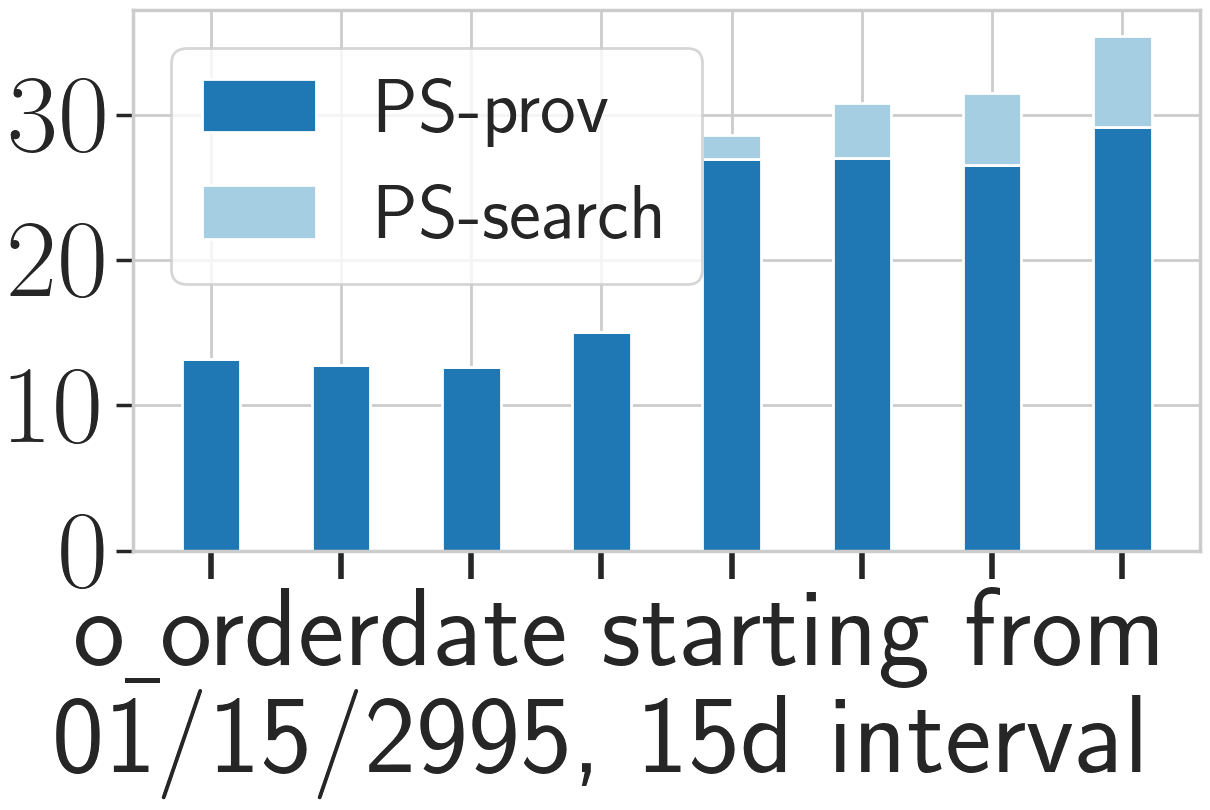 30
20
10
0
PS-prov
PS-search
o_orderdate starting from
01/15/2995, 15d interval